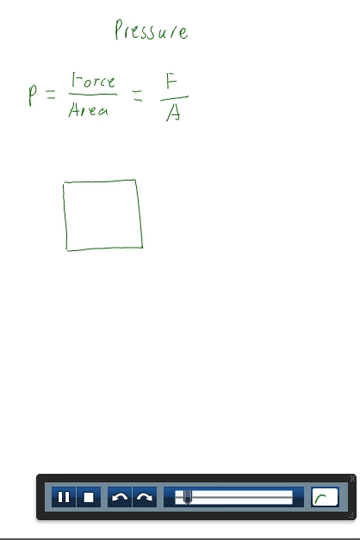 Pressure
P = Force/Area = F/A